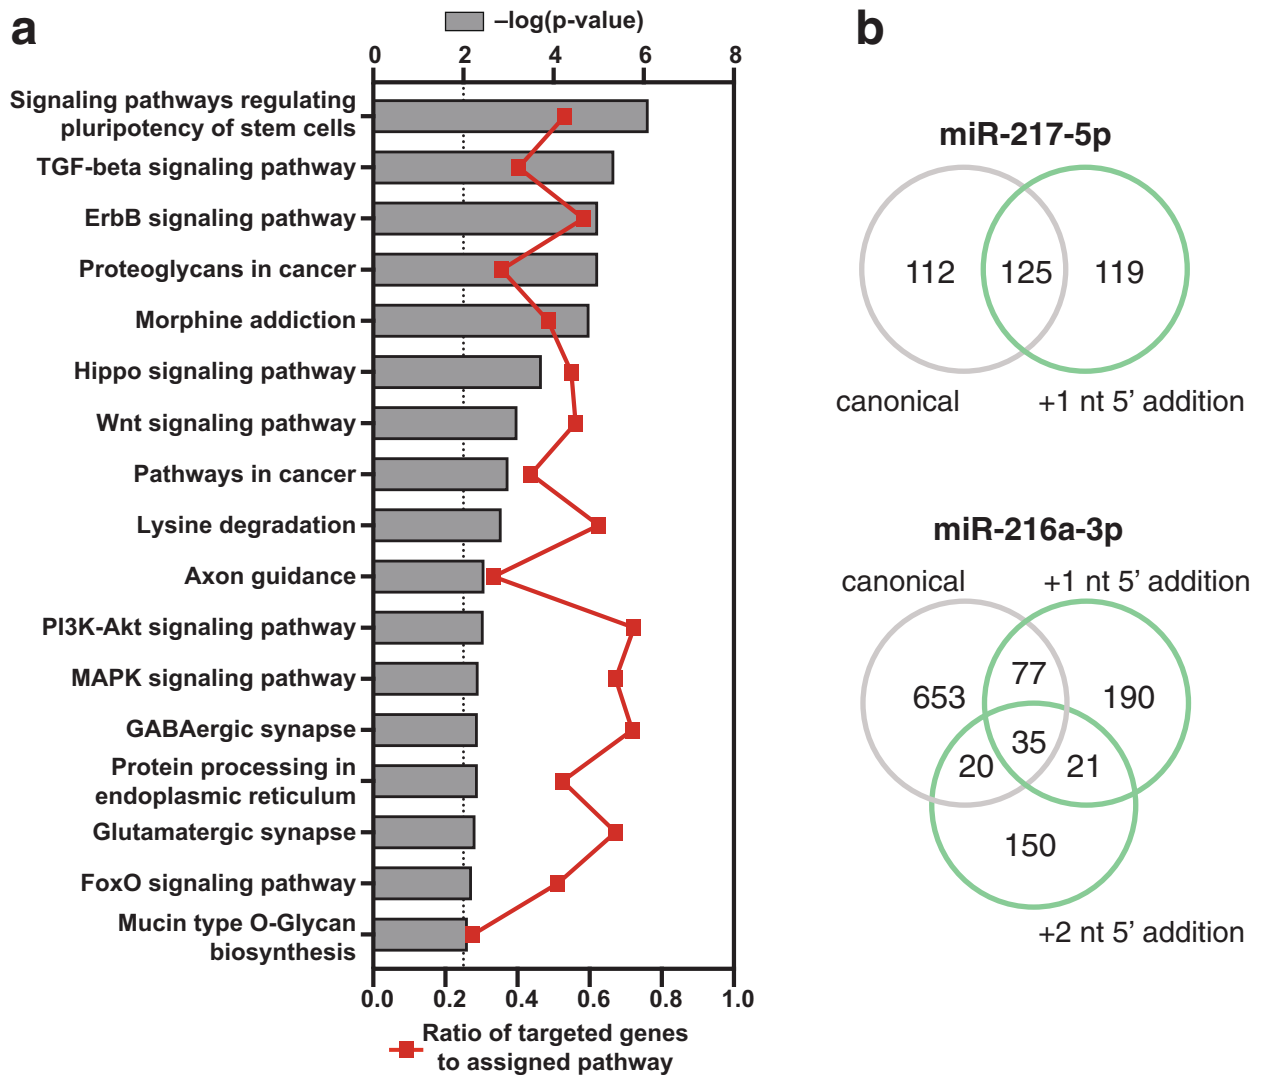 a
–log(p-value)
0 2 4 6 8
Signaling pathways regulating
pluripotency of stem cells
TGF-beta signaling pathway
ErbB signaling pathway
Proteoglycans in cancer
Morphine addiction
Hippo signaling pathway
Wnt signaling pathway
Pathways in cancer
Lysine degradation
Axon guidance
PI3K-Akt signaling pathway
MAPK signaling pathway
GABAergic synapse
Protein processing in
endoplasmic reticulum
Glutamatergic synapse
FoxO signaling pathway
Mucin type O-Glycan
biosynthesis
0.0 0.2 0.4 0.6 0.8 1.0
Ratio of targeted genes
to assigned pathway
b
miR-217-5p
112 125 119
canonical +1 nt 5’ addition
miR-216a-3p
canonical +1 nt 5’ addition
77
653 190
35
20 21
150
+2 nt 5’ addition